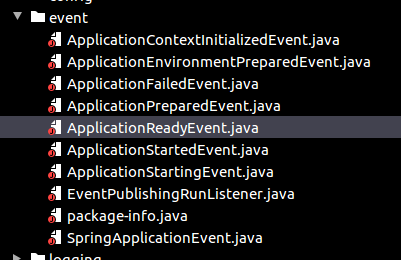 config
event
ApplicationContextInitializedEvent.java
ApplicationEnvironmentPreparedEvent.java
ApplicationFailedEvent.java
ApplicationPreparedEvent.java
ApplicationReadyEvent.java
ApplicationStartedEvent.java
ApplicationStartingEvent.java
EventPublishingRunListener.java
package-info.java
SpringApplicationEvent.java
logging